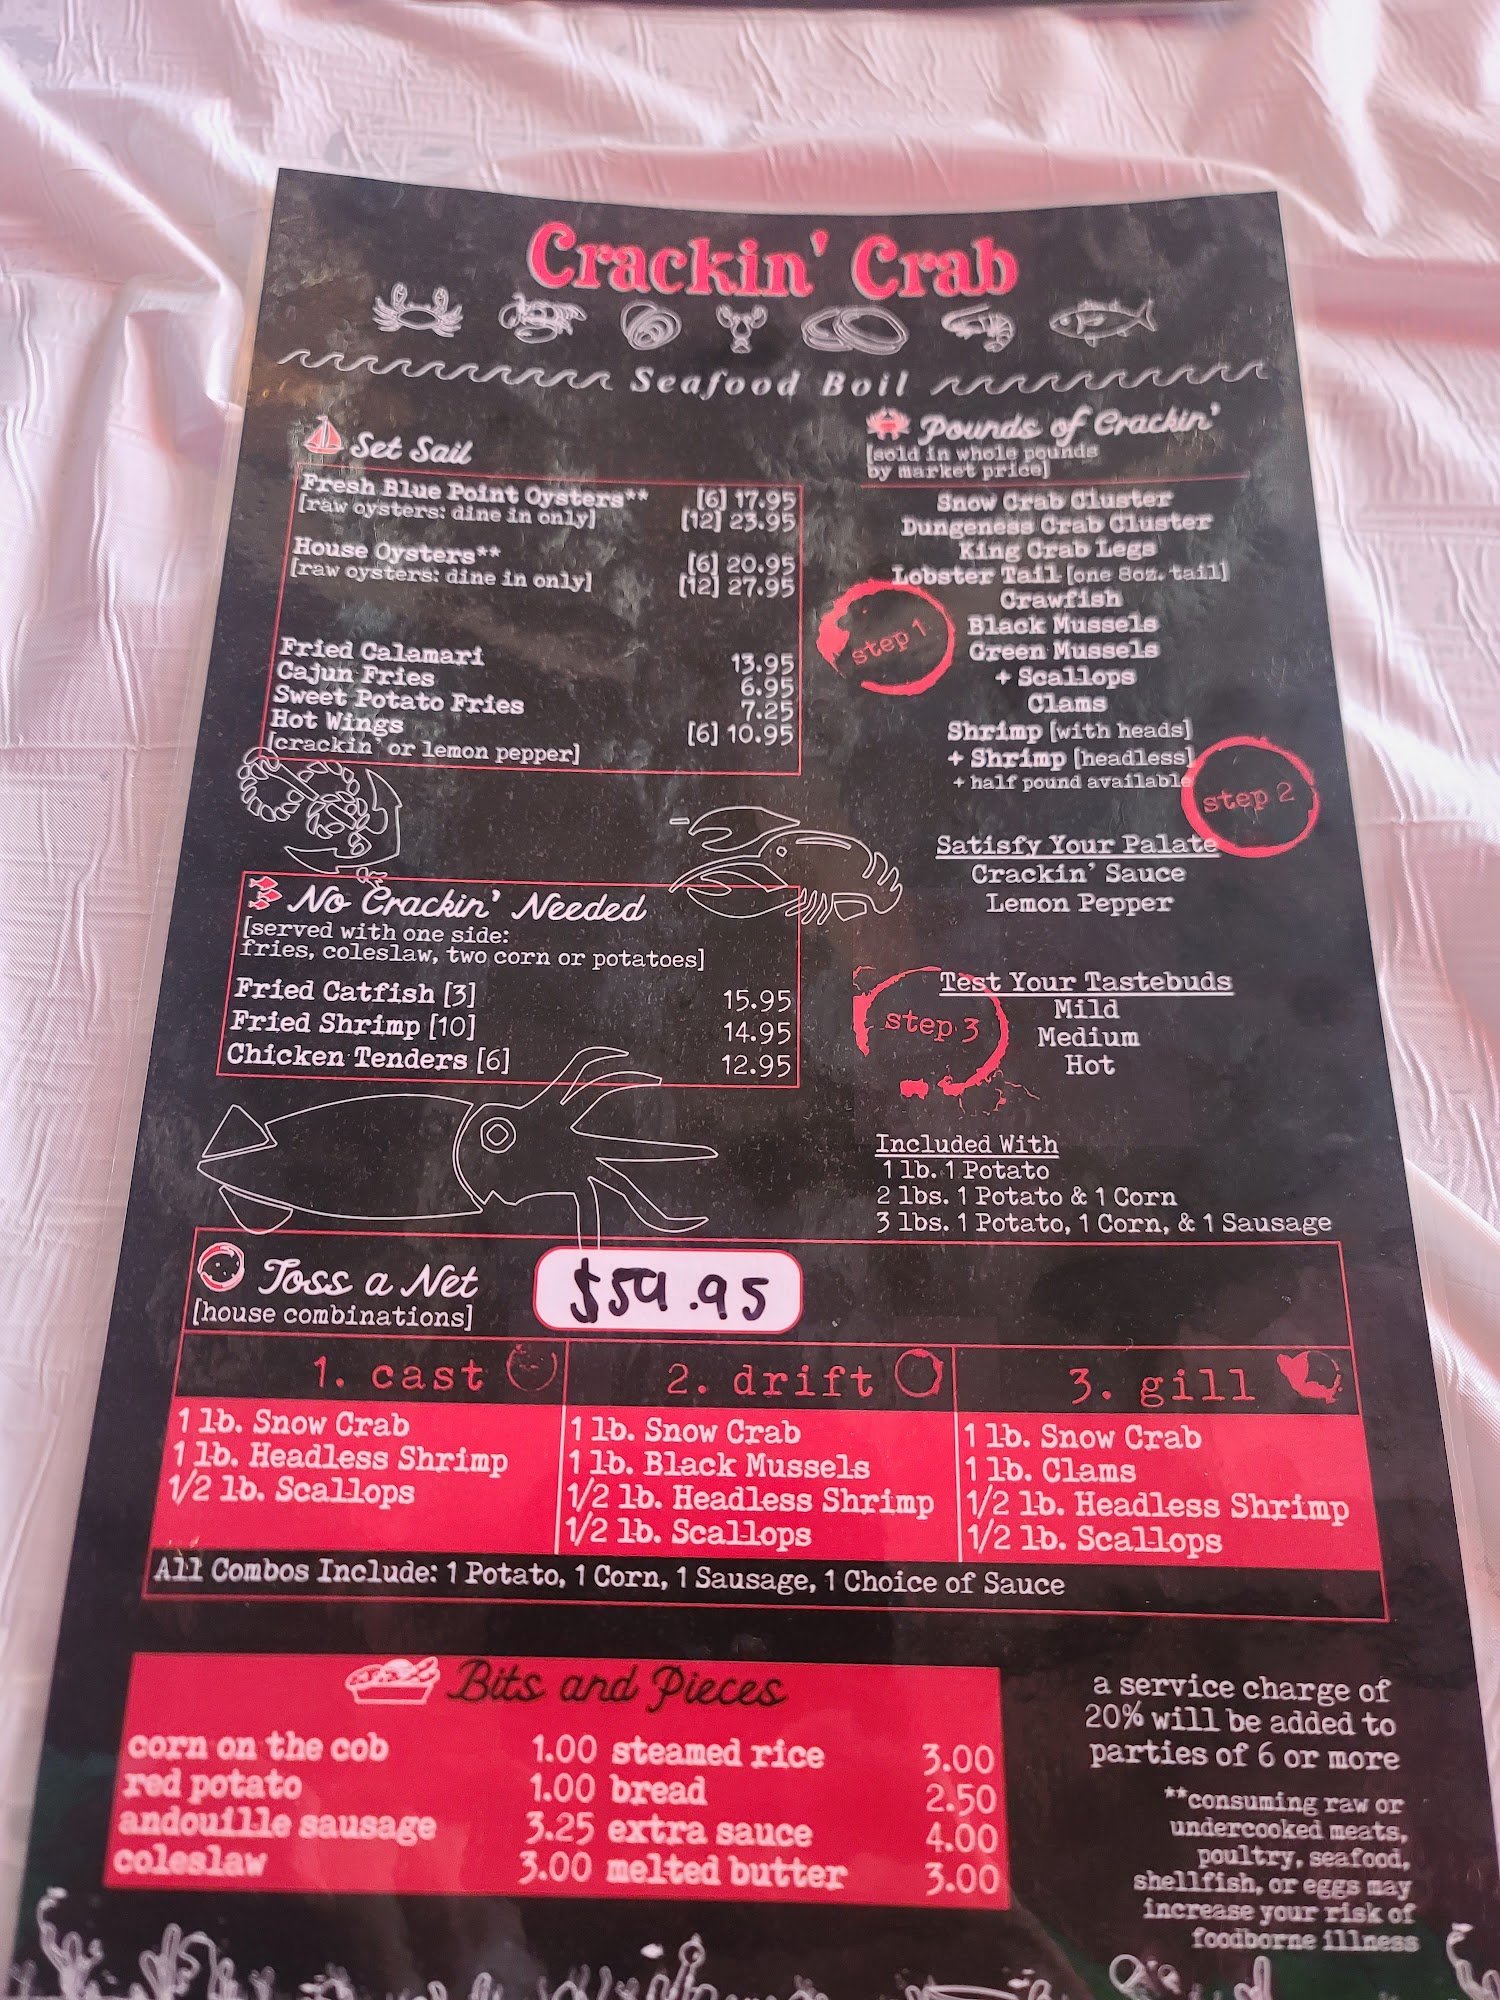 Crackin' Crab
Seafood Boil
Set Sail
Fresh Blue Point Oysters** [6] 17.95
[raw oysters: dine in only] [12] 23.95
House Oysters** [6] 20.95
[raw oysters: dine in only] [12] 27.95
Fried Calamari 13.95
Cajun Fries 6.95
Sweet Potato Fries 7.25
Hot Wings [6] 10.95
[crackin' or lemon pepper]
No Crackin' Needed
[served with one side:
fries, coleslaw, two corn or potatoes]
Fried Catfish [3] 15.95
Fried Shrimp [10] 14.95
Chicken Tenders [6] 12.95
Pounds of Crackin'
[sold in whole pounds
by market price]
Snow Crab Cluster
Dungeness Crab Cluster
King Crab Legs
Lobster Tail [one 8oz. tail]
Crawfish
step 1
Black Mussels
Green Mussels
+ Scallops
Clams
Shrimp [with heads]
+ Shrimp [headless]
+ half pound available
step 2
Satisfy Your Palate
Crackin' Sauce
Lemon Pepper
step 3
Test Your Tastebuds
Mild
Medium
Hot
Included With
1 lb. 1 Potato
2 lbs. 1 Potato & 1 Corn
3 lbs. 1 Potato, 1 Corn, & 1 Sausage
Toss a Net
[house combinations]
$59.95
1. cast
1 lb. Snow Crab
1 lb. Headless Shrimp
1/2 lb. Scallops
2. drift
1 lb. Snow Crab
1 lb. Black Mussels
1/2 lb. Headless Shrimp
1/2 lb. Scallops
3. gill
1 lb. Snow Crab
1 lb. Clams
1/2 lb. Headless Shrimp
1/2 lb. Scallops
All Combos Include: 1 Potato, 1 Corn, 1 Sausage, 1 Choice of Sauce
Bits and Pieces
corn on the cob 1.00 steamed rice 3.00
red potato 1.00 bread 2.50
andouille sausage 3.25 extra sauce 4.00
coleslaw 3.00 melted butter 3.00
a service charge of
20% will be added to
parties of 6 or more
**consuming raw or
undercooked meats,
poultry, seafood,
shellfish, or eggs may
increase your risk of
foodborne illness